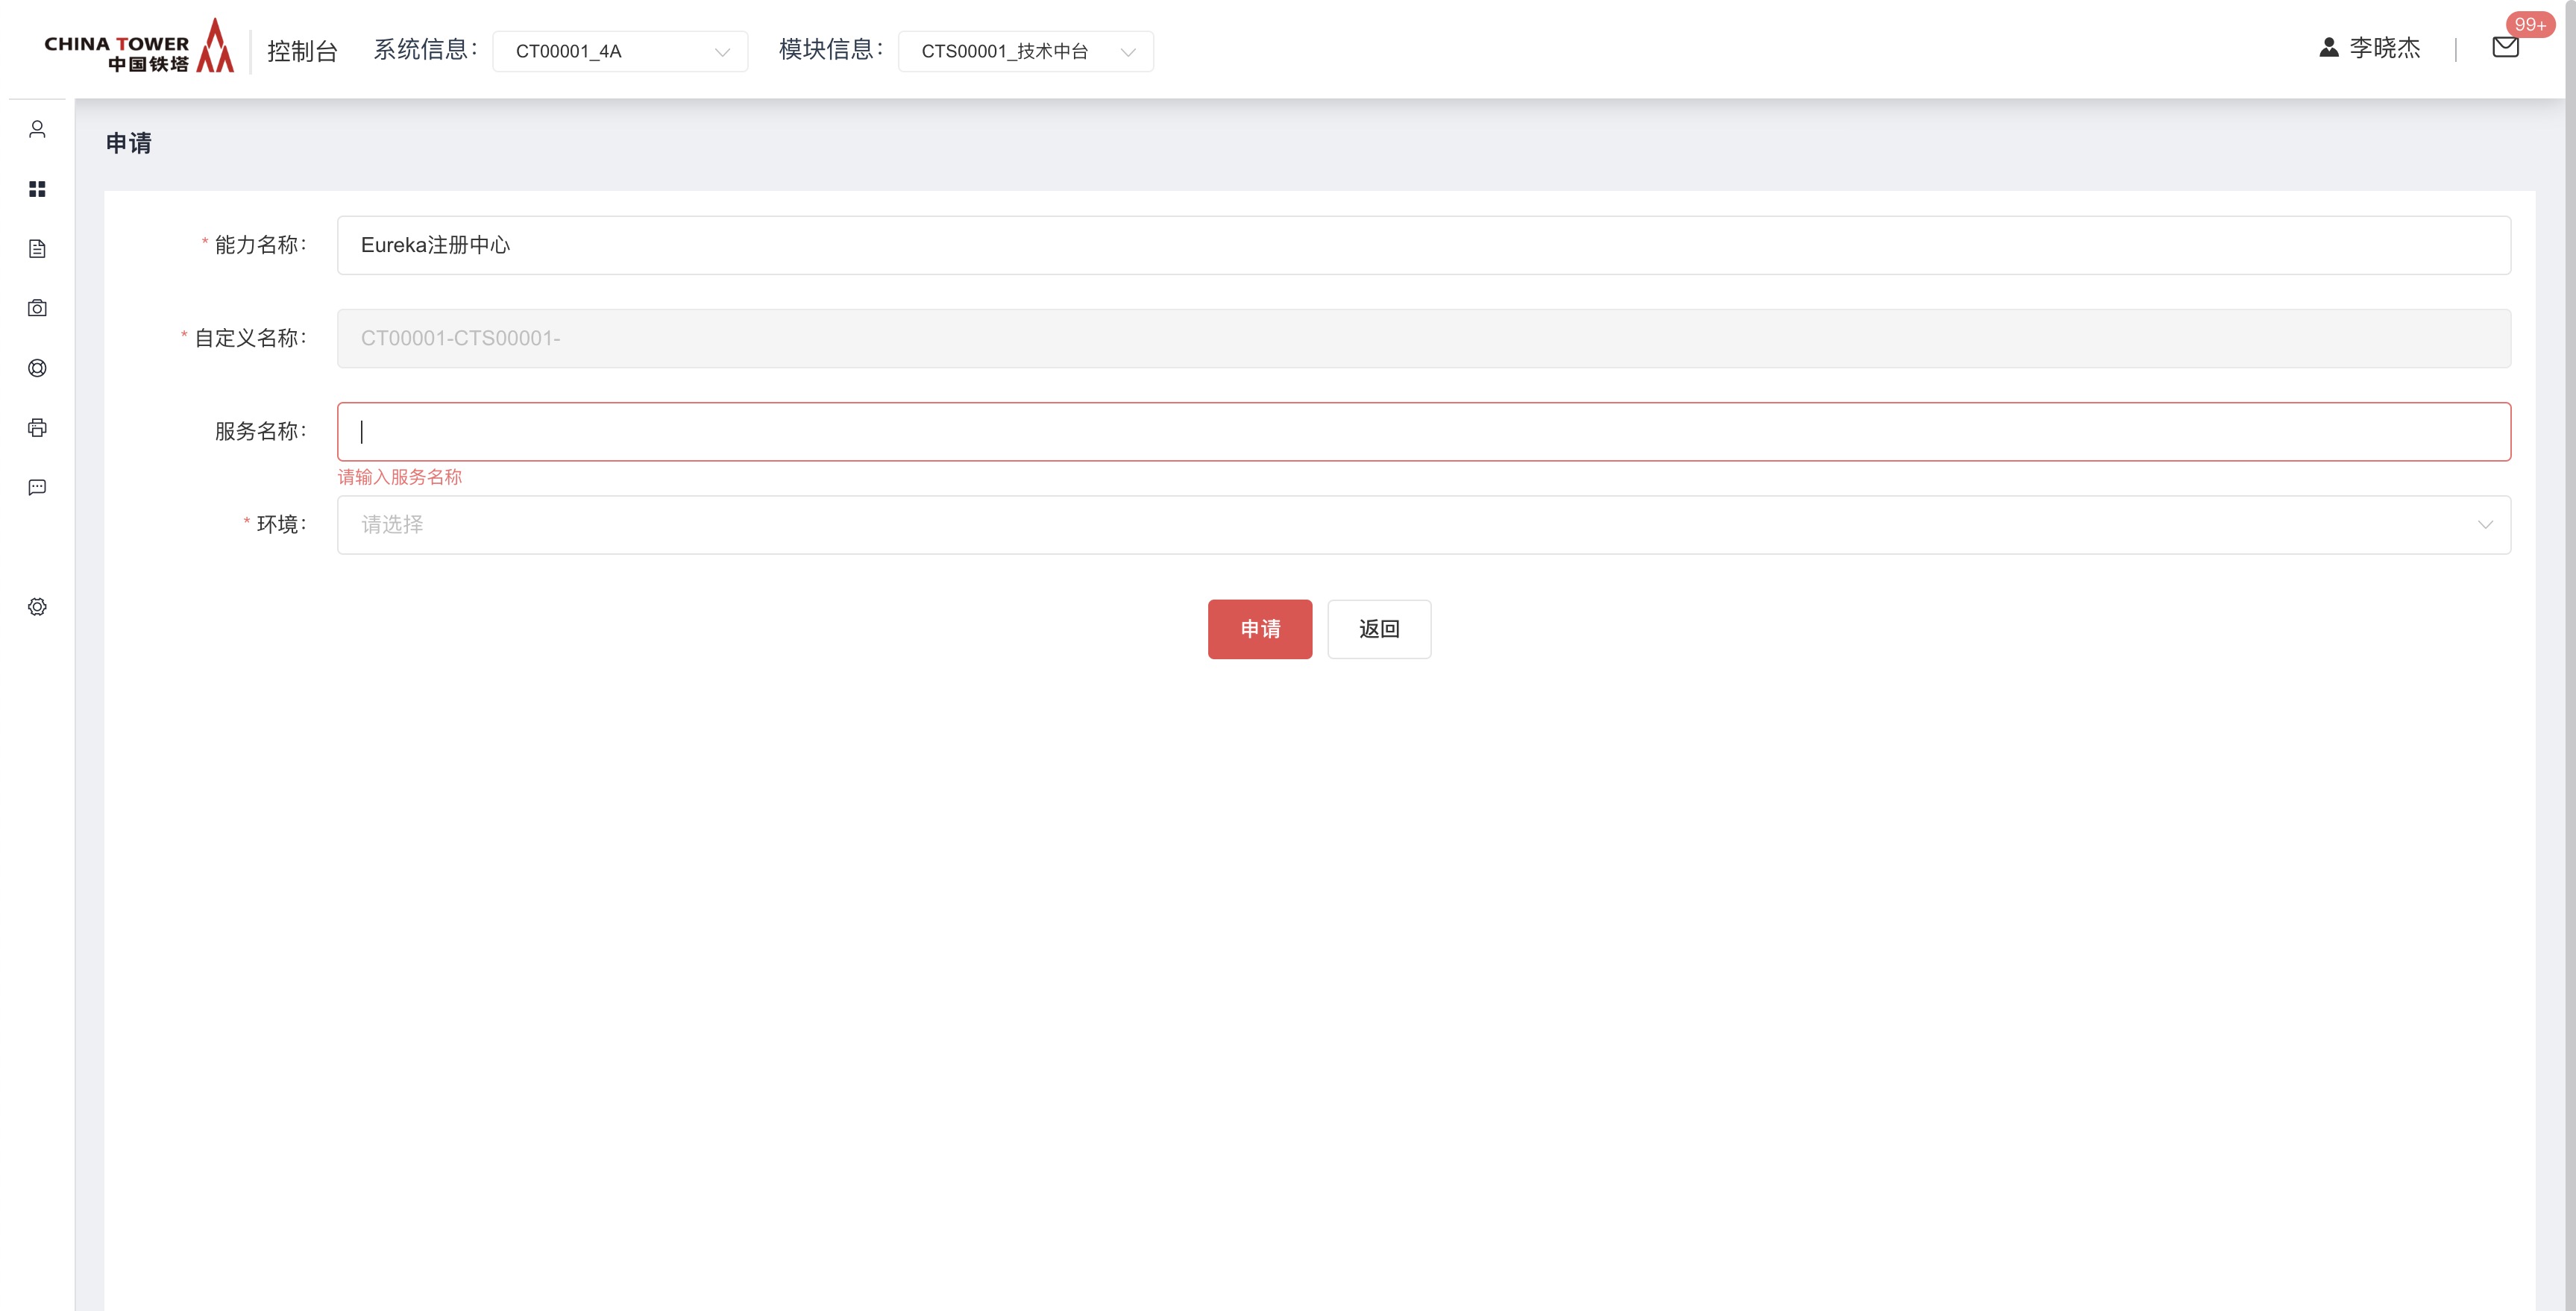 CHINA TOWER
中国铁塔
控制台 系统信息： CT00001_4A 模块信息： CTS00001_技术中台 李晓杰 99+
申请
* 能力名称： Eureka注册中心
* 自定义名称： CT00001-CTS00001-
服务名称：
请输入服务名称
* 环境： 请选择
申请 返回